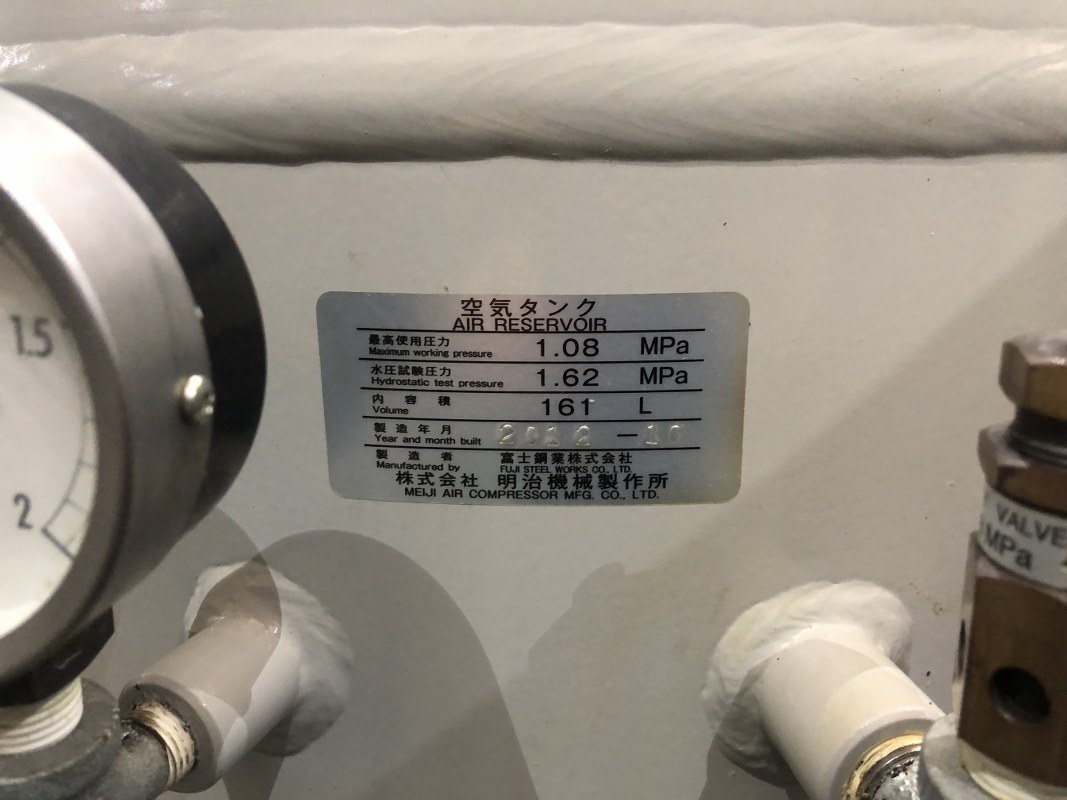 空気タンク
AIR RESERVOIR
最高使用圧力
Maximum working pressure
1.08 MPa
水圧試験圧力
Hydrostatic test pressure
1.62 MPa
内容積
Volume
161 L
製造年月
Year and month built
2012-10
製造者
Manufactured by
富士鋼業株式会社
FUJI STEEL WORKS CO., LTD.
株式会社 明治機械製作所
MEIJI AIR COMPRESSOR MFG. CO., LTD.
1.5
2
VALVE
MPa